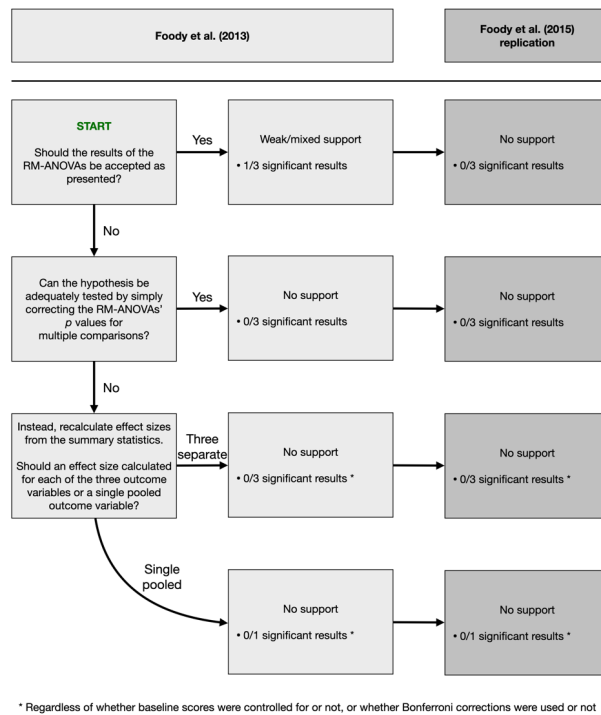 Foody et al. (2013)
Foody et al. (2015)
replication
START
Should the results of the
RM-ANOVAs be accepted as
presented?
Yes
Weak/mixed support
• 1/3 significant results
No support
• 0/3 significant results
No
Can the hypothesis be
adequately tested by simply
correcting the RM-ANOVAs'
p values for
multiple comparisons?
Yes
No support
• 0/3 significant results
No support
• 0/3 significant results
No
Instead, recalculate effect sizes
from the summary statistics.
Should an effect size calculated
for each of the three outcome
variables or a single pooled
outcome variable?
Three
separate
No support
• 0/3 significant results *
No support
• 0/3 significant results *
Single
pooled
No support
• 0/1 significant results *
No support
• 0/1 significant results *
* Regardless of whether baseline scores were controlled for or not, or whether Bonferroni corrections were used or not